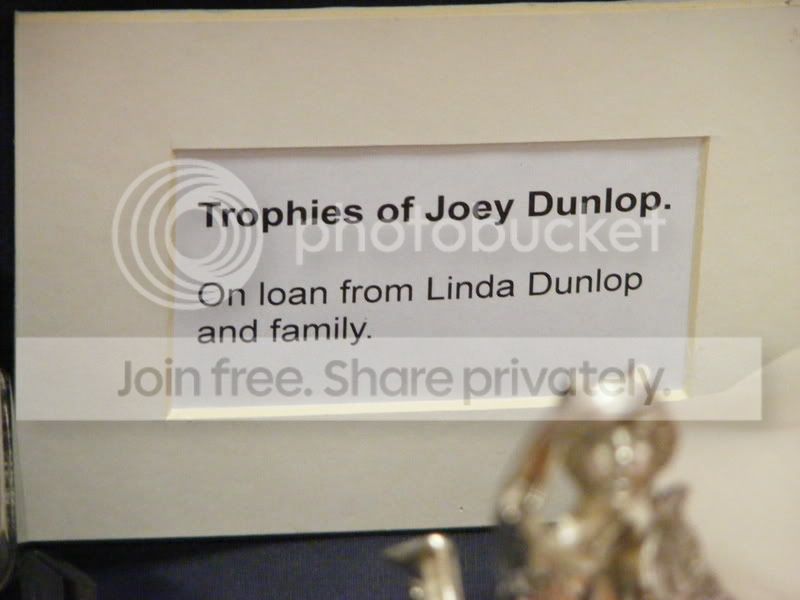 Trophies of Joey Dunlop.
photobucket
On loan from Linda Dunlop
and family.
Join free. Share privately.